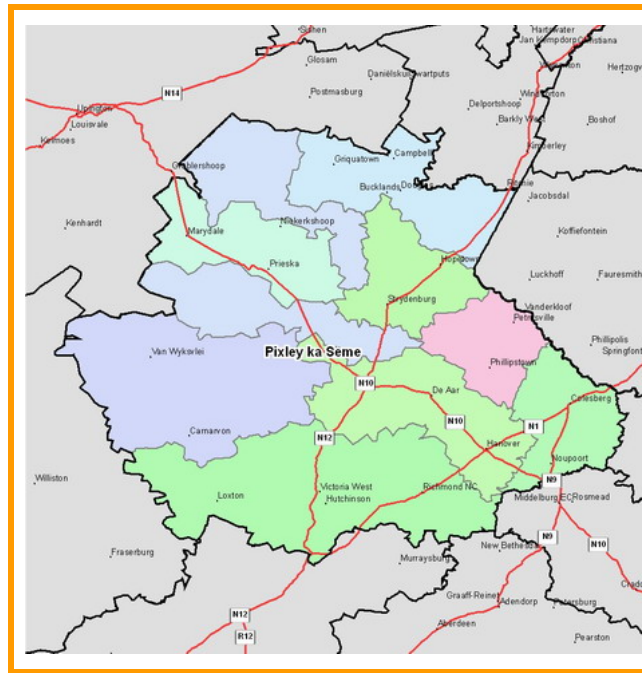 Sishen
Hartswater
Jan Kempdorp
Christiana
Glosam
Daniëlskuil
Hertzogv
N14
Postmasburg
Windsorton
Upington
Delportshoop
Louisvale
Barkly West
Boshof
Keimoes
Kimberley
Campbell
Griquatown
Groblershoop
Ritchie
Bucklands
Douglas
Jacobsdal
Kenhardt
Niekerkshoop
Marydale
Koffiefontein
Hopetown
Prieska
Luckhoff
Fauresmith
Strydenburg
Vanderkloof
Petrusville
Philippolis
Van Wyksvlei
Pixley ka Seme
Springfont
Phillipstown
N10
De Aar
Colesberg
N10
N1
Carnarvon
N12
Hanover
Noupoort
Williston
Victoria West
Richmond NC
N9
Loxton
Hutchinson
Middelburg EC
Rosmead
N9
N10
Fraserburg
Murraysburg
New Bethesda
Crado
Graaff-Reinet
Adendorp
N12
Aberdeen
R12
Pearston